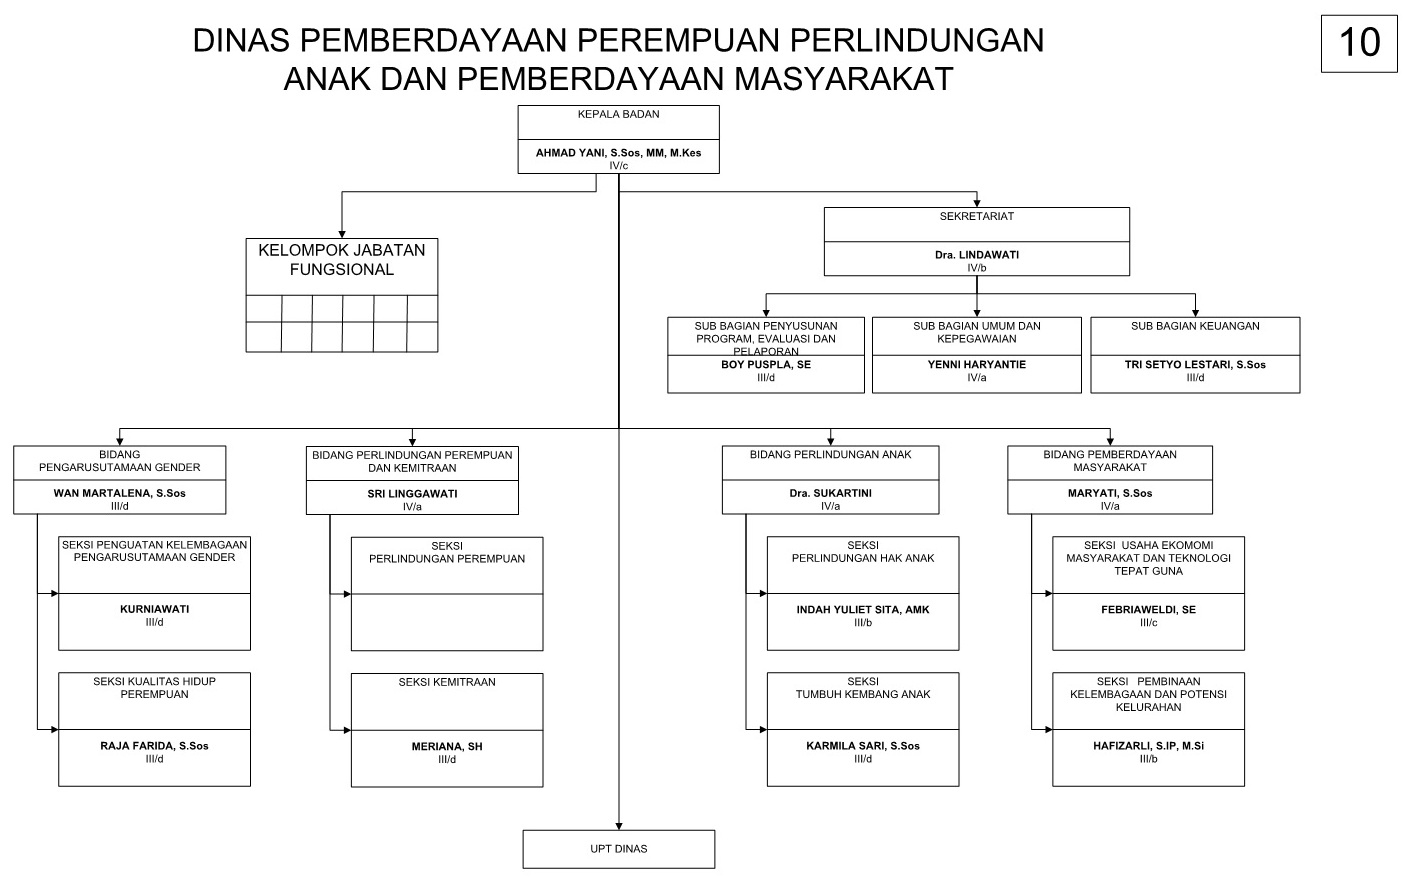 DINAS PEMBERDAYAAN PEREMPUAN PERLINDUNGAN
ANAK DAN PEMBERDAYAAN MASYARAKAT
10
KEPALA BADAN
AHMAD YANI, S.Sos, MM, M.Kes
IV/c
KELOMPOK JABATAN
FUNGSIONAL
SEKRETARIAT
Dra. LINDAWATI
IV/b
SUB BAGIAN PENYUSUNAN
PROGRAM, EVALUASI DAN
PELAPORAN
BOY PUSPLA, SE
III/d
SUB BAGIAN UMUM DAN
KEPEGAWAIAN
YENNI HARYANTIE
IV/a
SUB BAGIAN KEUANGAN
TRI SETYO LESTARI, S.Sos
III/d
BIDANG
PENGARUSUTAMAAN GENDER
WAN MARTALENA, S.Sos
III/d
SEKSI PENGUATAN KELEMBAGAAN
PENGARUSUTAMAAN GENDER
KURNIAWATI
III/d
SEKSI KUALITAS HIDUP
PEREMPUAN
RAJA FARIDA, S.Sos
III/d
BIDANG PERLINDUNGAN PEREMPUAN
DAN KEMITRAAN
SRI LINGGAWATI
IV/a
SEKSI
PERLINDUNGAN PEREMPUAN
SEKSI KEMITRAAN
MERIANA, SH
III/d
BIDANG PERLINDUNGAN ANAK
Dra. SUKARTINI
IV/a
SEKSI
PERLINDUNGAN HAK ANAK
INDAH YULIET SITA, AMK
III/b
SEKSI
TUMBUH KEMBANG ANAK
KARMILA SARI, S.Sos
III/d
BIDANG PEMBERDAYAAN
MASYARAKAT
MARYATI, S.Sos
IV/a
SEKSI USAHA EKOMOMI
MASYARAKAT DAN TEKNOLOGI
TEPAT GUNA
FEBRIAWELDI, SE
III/c
SEKSI PEMBINAAN
KELEMBAGAAN DAN POTENSI
KELURAHAN
HAFIZARLI, S.IP, M.Si
III/b
UPT DINAS